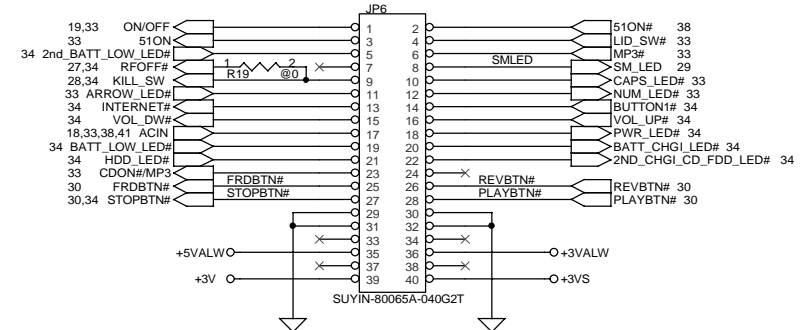 JP6
19,33 ON/OFF 1 2 51ON# 38
33 51ON 3 4 LID_SW# 33
34 2nd_BATT_LOW_LED# 5 6 MP3# 33
27,34 RFOFF# 1 2 7 8 SMLED SM_LED 29
R19 @0
28,34 KILL_SW 9 10 CAPS_LED# 33
33 ARROW_LED# 11 12 NUM_LED# 33
34 INTERNET# 13 14 BUTTON1# 34
34 VOL_DW# 15 16 VOL_UP# 34
18,33,38,41 ACIN 17 18 PWR_LED# 34
34 BATT_LOW_LED# 19 20 BATT_CHGI_LED# 34
34 HDD_LED# 21 22 2ND_CHGI_CD_FDD_LED# 34
33 CDON#/MP3 23 24
30 FRDBTN# FRDBTN# 25 26 REVBTN# REVBTN# 30
30,34 STOPBTN# STOPBTN# 27 28 PLAYBTN# PLAYBTN# 30
29 30
31 32
33 34
+5VALW 35 36 +3VALW
37 38
+3V 39 40 +3VS
SUYIN-80065A-040G2T